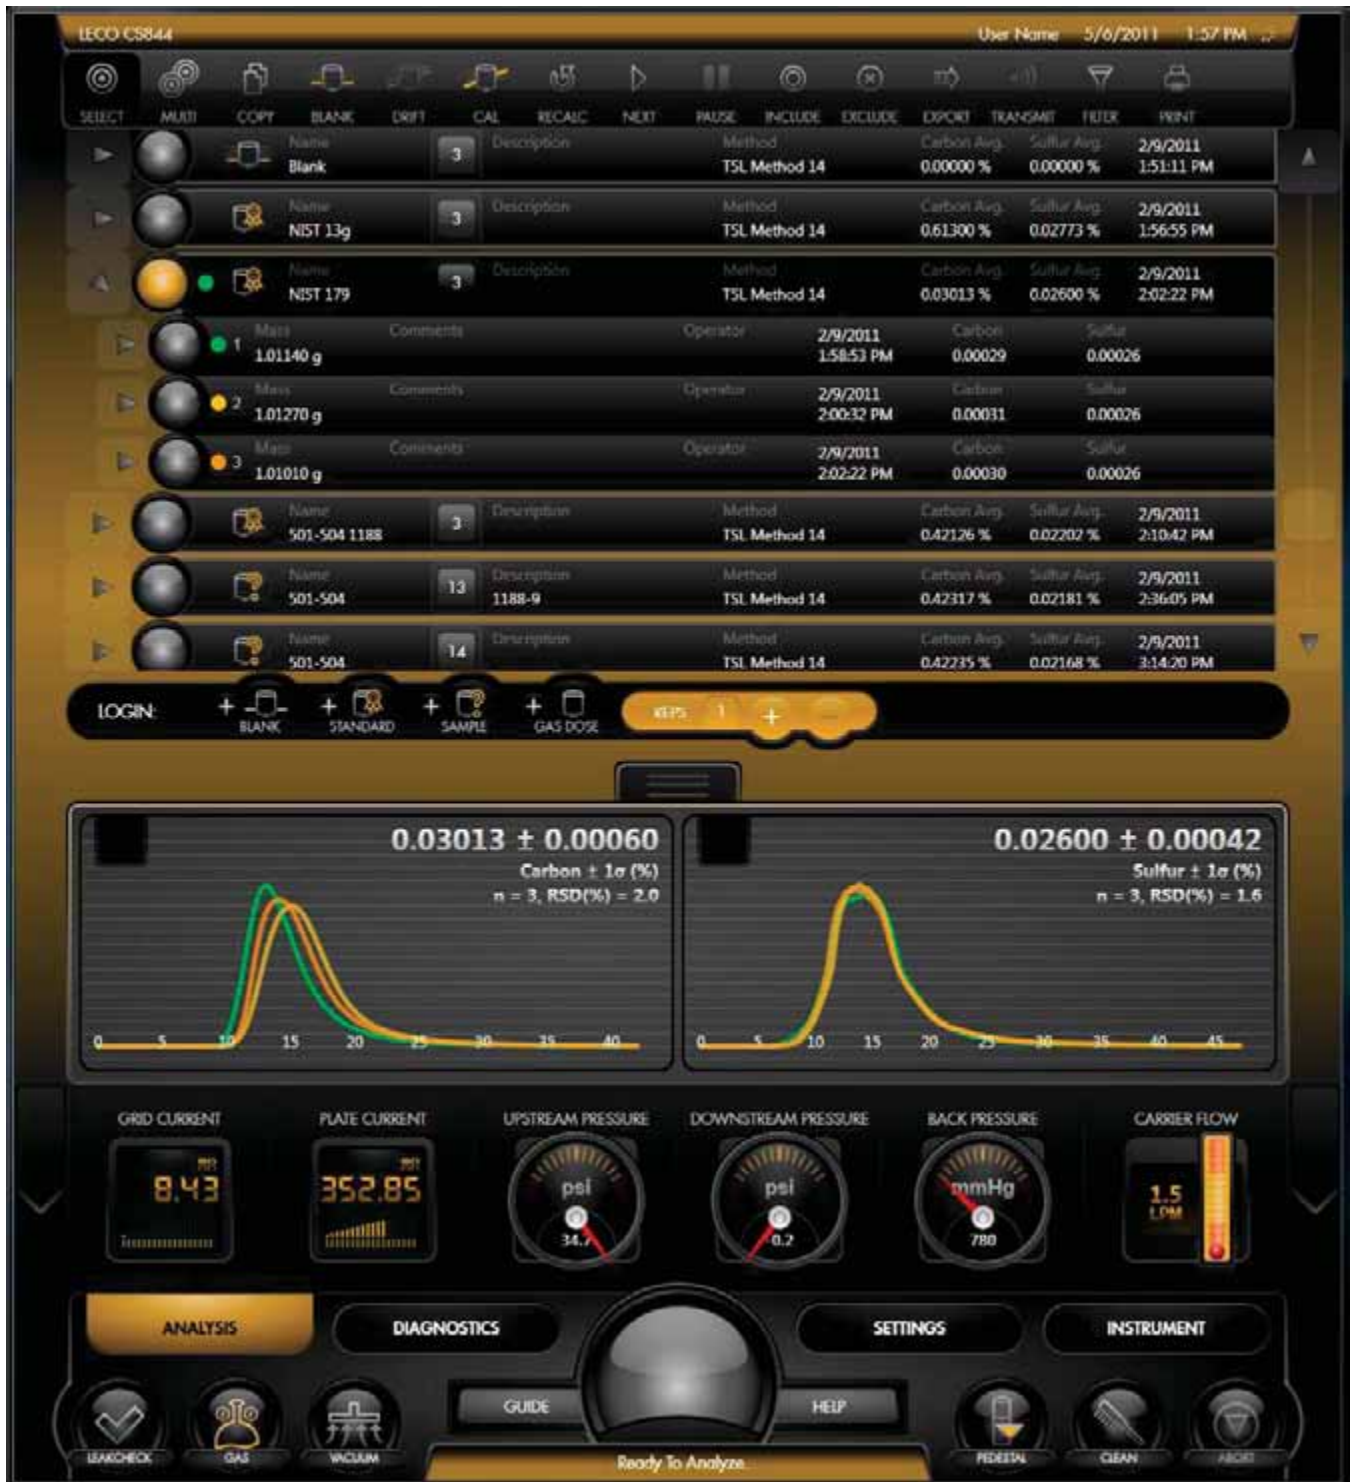 LECO CS844 User Name 5/6/2011 1:57 PM
SELECT MULTI COPY BLANK DRIFT CAL RECALC NEXT PAUSE INCLUDE EXCLUDE EXPORT TRANSMIT FILTER PRINT
Name Description Method Carbon Avg. Sulfur Avg. 2/9/2011
Blank 3 TSL Method 14 0.00000 % 0.00000 % 1:51:11 PM
Name Description Method Carbon Avg. Sulfur Avg. 2/9/2011
NIST 13g 3 TSL Method 14 0.61300 % 0.02773 % 1:56:55 PM
Name Description Method Carbon Avg. Sulfur Avg. 2/9/2011
NIST 179 3 TSL Method 14 0.03013 % 0.02600 % 2:02:22 PM
Mass Comments Operator 2/9/2011 Carbon Sulfur
1 1.01140 g 1:58:53 PM 0.00029 0.00026
Mass Comments Operator 2/9/2011 Carbon Sulfur
2 1.01270 g 2:00:32 PM 0.00031 0.00026
Mass Comments Operator 2/9/2011 Carbon Sulfur
3 1.01010 g 2:02:22 PM 0.00030 0.00026
Name Description Method Carbon Avg. Sulfur Avg. 2/9/2011
501-504 1188 3 TSL Method 14 0.42126 % 0.02202 % 2:10:42 PM
Name Description Method Carbon Avg. Sulfur Avg. 2/9/2011
501-504 13 1188-9 TSL Method 14 0.42317 % 0.02181 % 2:36:05 PM
Name Description Method Carbon Avg. Sulfur Avg. 2/9/2011
501-504 14 TSL Method 14 0.42235 % 0.02168 % 3:14:20 PM
LOGIN: + BLANK + STANDARD + SAMPLE + GAS DOSE REPS 1 + −
0.03013 ± 0.00060
Carbon ± 1σ (%)
n = 3, RSD(%) = 2.0
0 5 10 15 20 25 30 35 40
0.02600 ± 0.00042
Sulfur ± 1σ (%)
n = 3, RSD(%) = 1.6
0 5 10 15 20 25 30 35 40 45
GRID CURRENT PLATE CURRENT UPSTREAM PRESSURE DOWNSTREAM PRESSURE BACK PRESSURE CARRIER FLOW
8.43 352.85 psi psi mmHg 1.5
LPM
34.7 0.2 780
ANALYSIS DIAGNOSTICS SETTINGS INSTRUMENT
GUIDE HELP
LEAKCHECK GAS VACUUM PEDESTAL CLEAN ABORT
Ready To Analyze